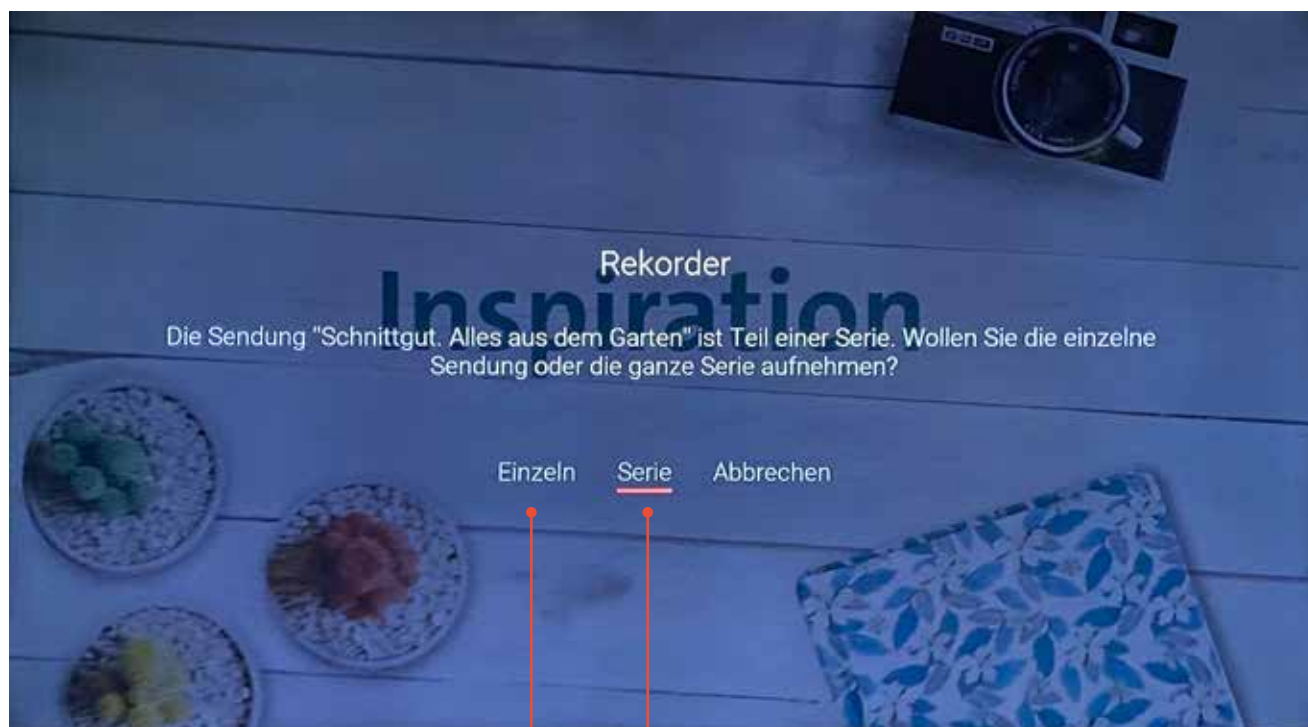 Rekorder
Inspiration
Die Sendung "Schnittgut. Alles aus dem Garten" ist Teil einer Serie. Wollen Sie die einzelne
Sendung oder die ganze Serie aufnehmen?
Einzeln Serie Abbrechen